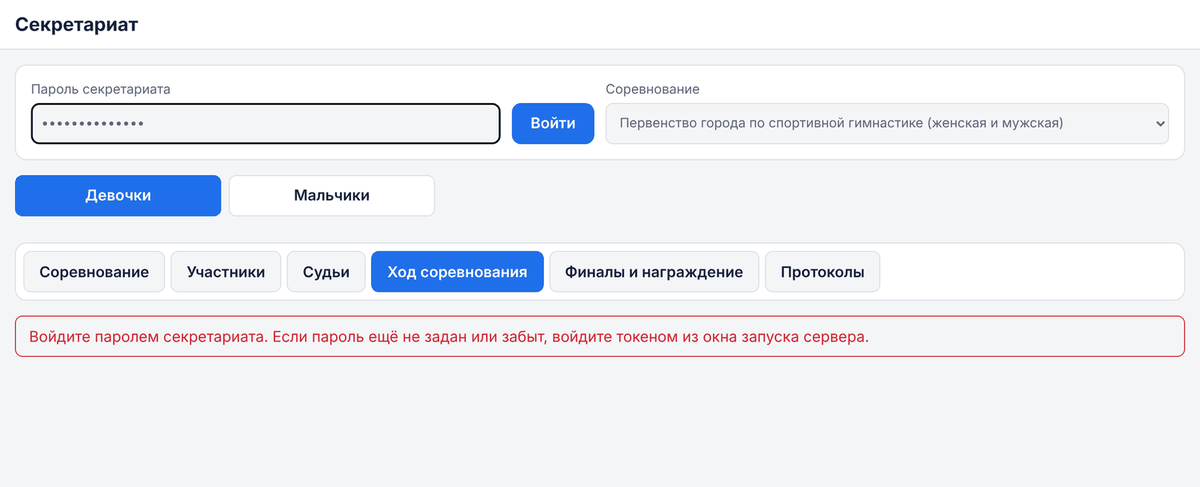 Секретариат
Пароль секретариата
Соревнование
••••••••••••••
Войти
Первенство города по спортивной гимнастике (женская и мужская)
Девочки
Мальчики
Соревнование
Участники
Судьи
Ход соревнования
Финалы и награждение
Протоколы
Войдите паролем секретариата. Если пароль ещё не задан или забыт, войдите токеном из окна запуска сервера.